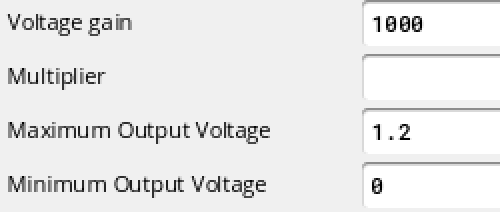 Voltage gain 1000
Multiplier
Maximum Output Voltage 1.2
Minimum Output Voltage 0